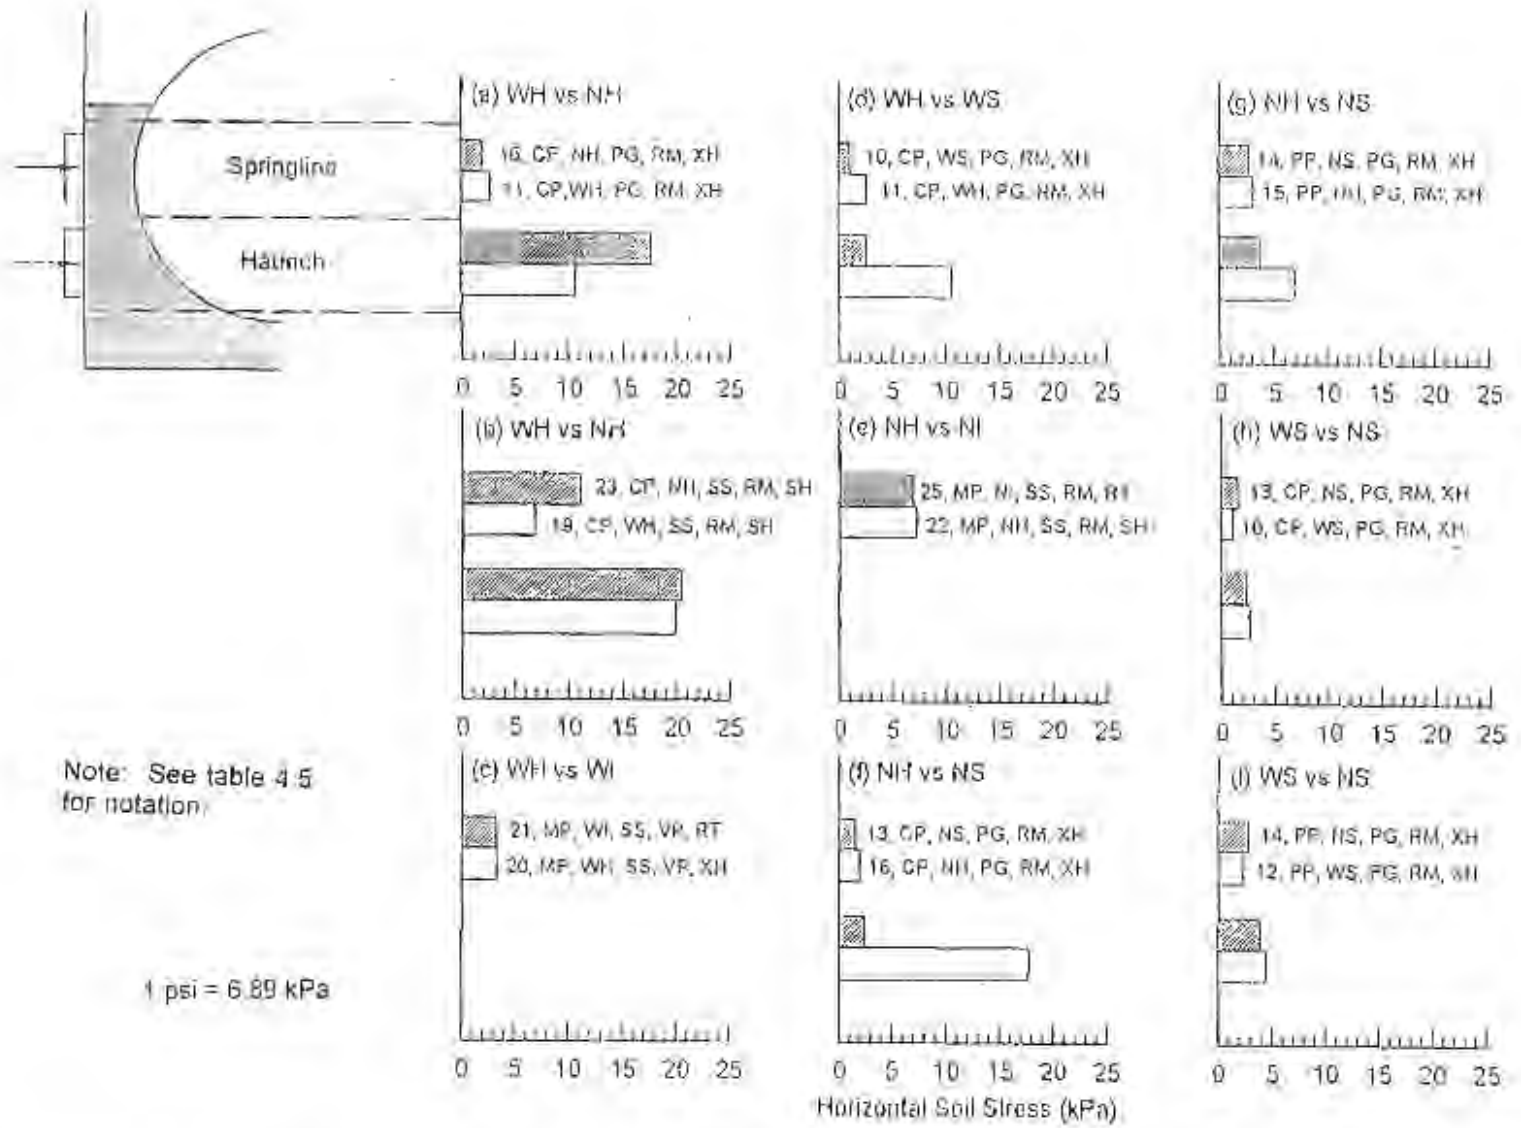 Springline
Haunch
Note: See table 4.5
for notation
1 psi = 6.89 kPa
(a) WH vs NH
16, CP, NH, PG, RM, XH
11, CP, WH, PG, RM, XH
0 5 10 15 20 25
(b) WH vs NH
23, CP, NH, SS, RM, SH
19, CP, WH, SS, RM, SH
0 5 10 15 20 25
(c) WH vs WI
21, MP, WI, SS, VP, RT
20, MP, WH, SS, VP, XH
0 5 10 15 20 25
(d) WH vs WS
10, CP, WS, PG, RM, XH
11, CP, WH, PG, RM, XH
0 5 10 15 20 25
(e) NH vs NI
25, MP, NI, SS, RM, RT
22, MP, NH, SS, RM, SH
0 5 10 15 20 25
(f) NH vs NS
13, CP, NS, PG, RM, XH
16, CP, NH, PG, RM, XH
0 5 10 15 20 25
Horizontal Soil Stress (kPa)
(g) NH vs NS
14, PP, NS, PG, RM, XH
15, PP, NH, PG, RM, XH
0 5 10 15 20 25
(h) WS vs NS
13, CP, NS, PG, RM, XH
10, CP, WS, PG, RM, XH
0 5 10 15 20 25
(i) WS vs NS
14, PP, NS, PG, RM, XH
12, PP, WS, PG, RM, XH
0 5 10 15 20 25